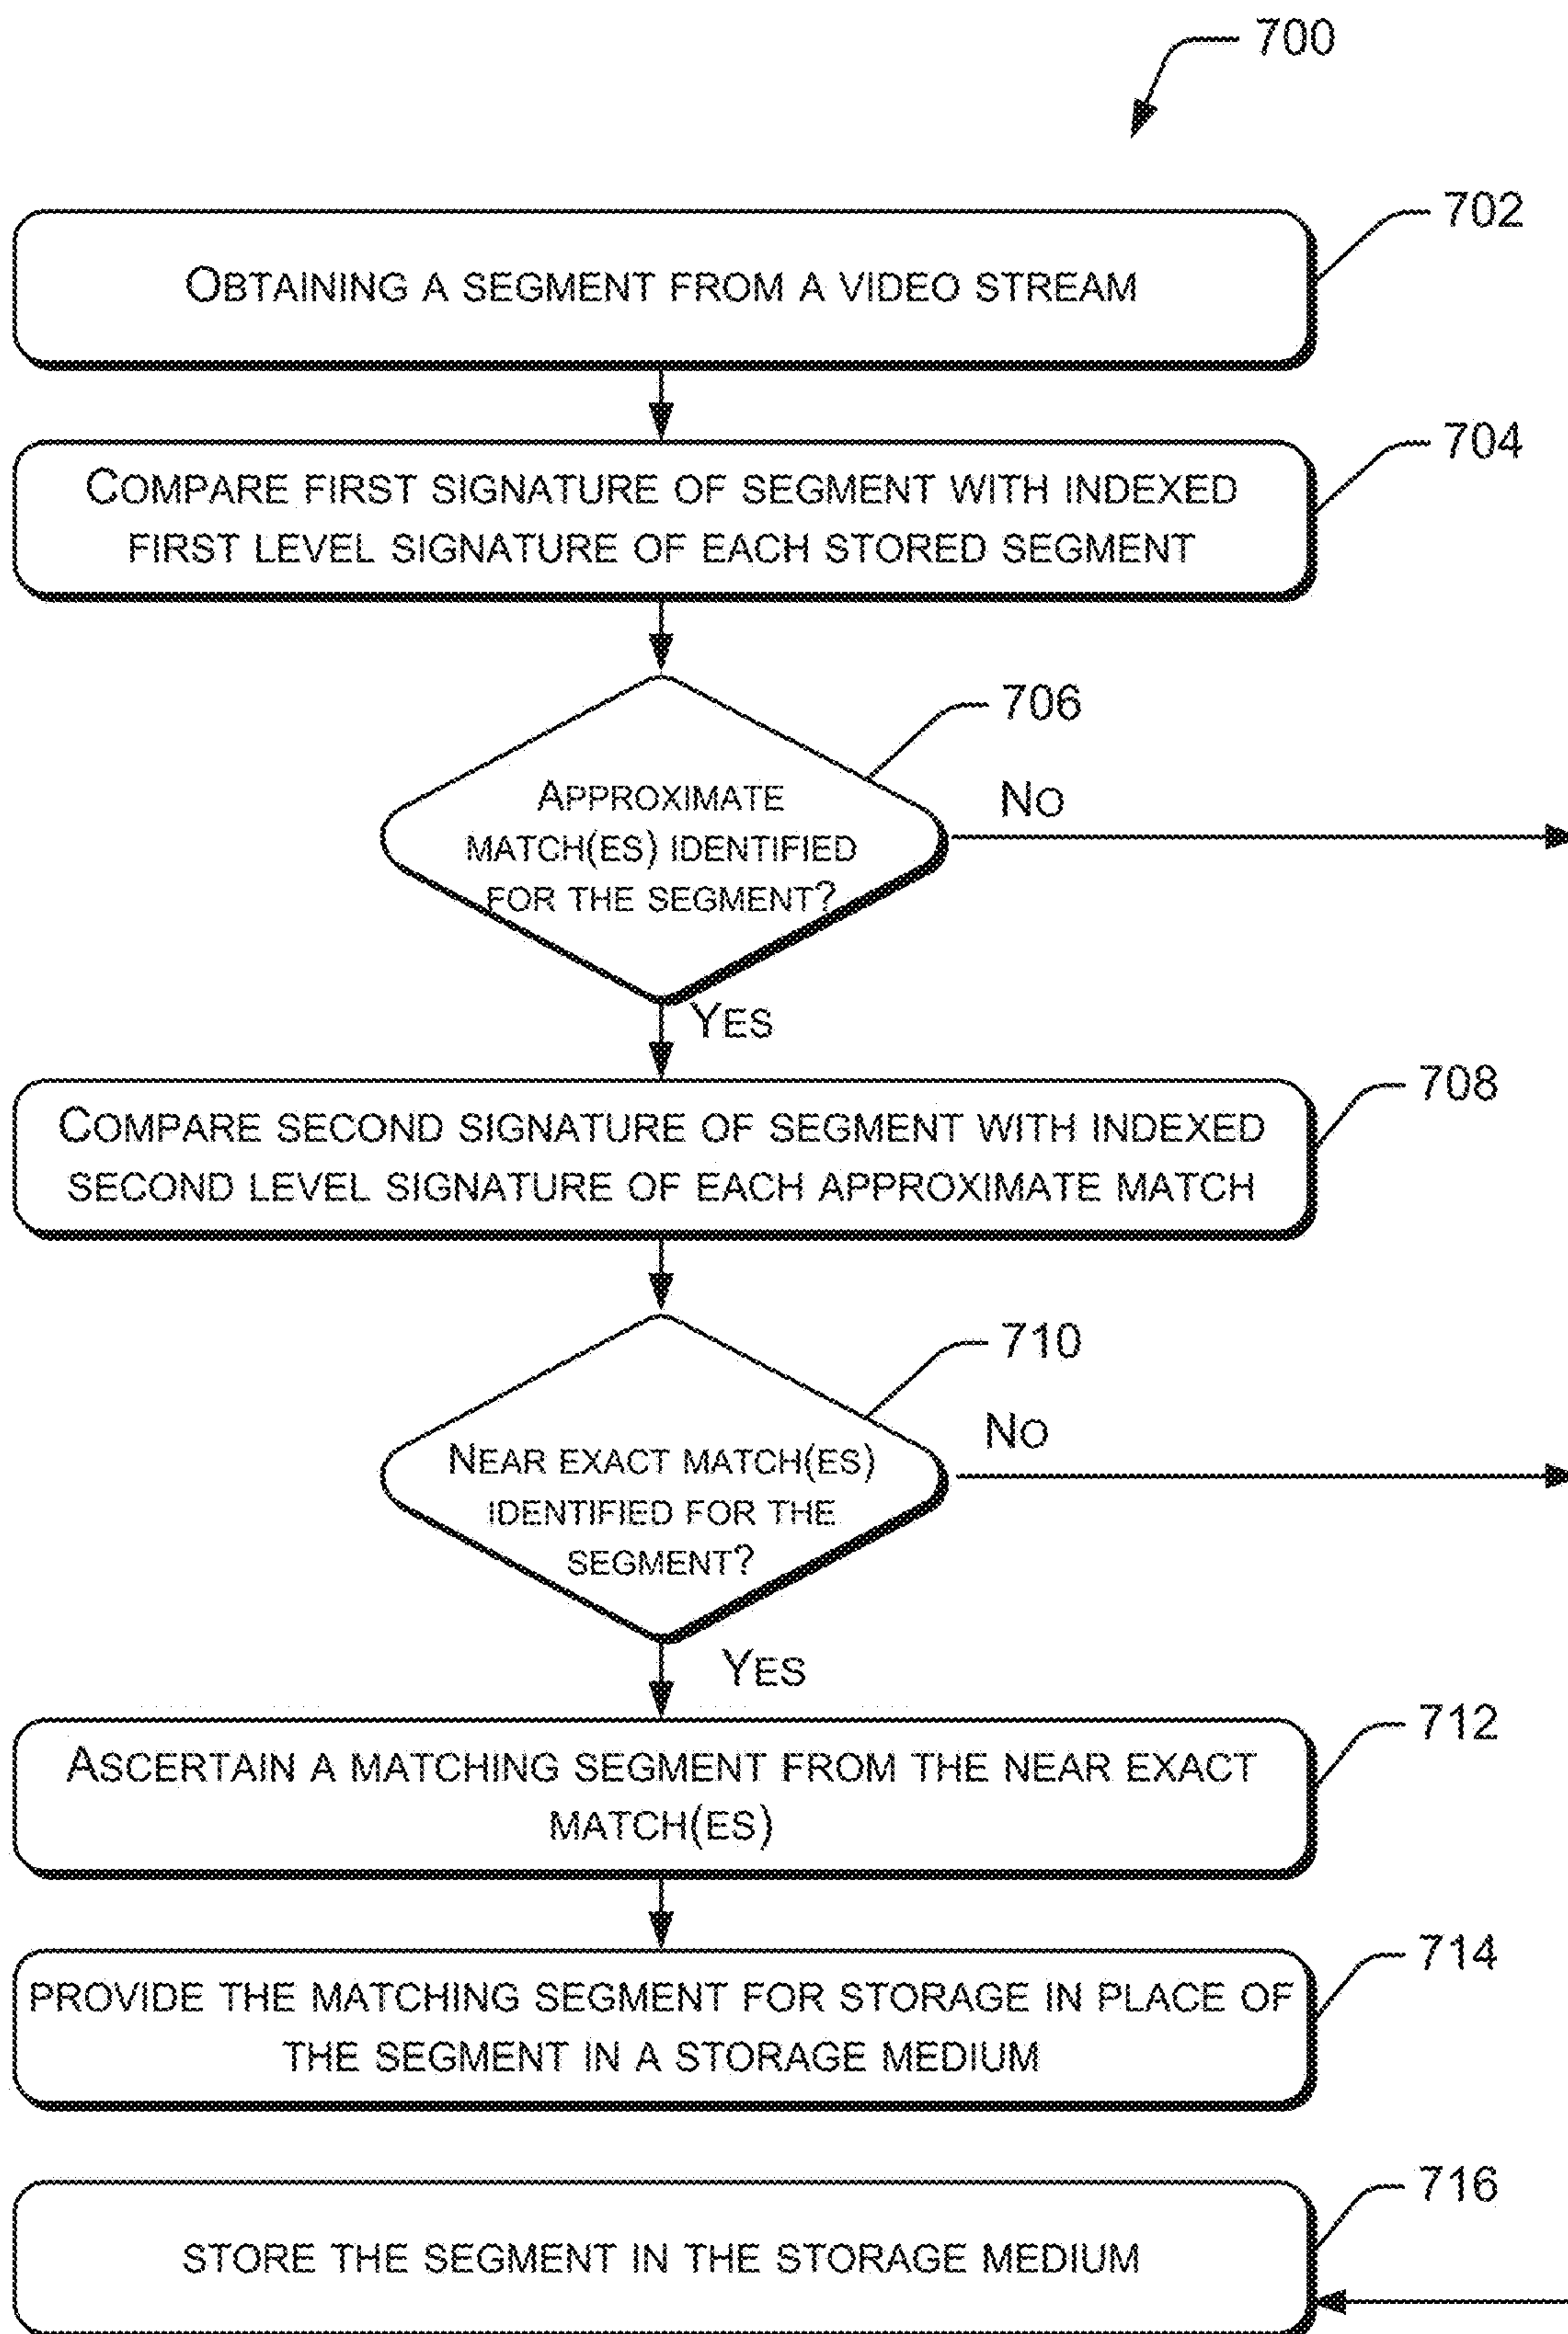 700
702
OBTAINING A SEGMENT FROM A VIDEO STREAM
704
COMPARE FIRST SIGNATURE OF SEGMENT WITH INDEXED
FIRST LEVEL SIGNATURE OF EACH STORED SEGMENT
706
APPROXIMATE
MATCH(ES) IDENTIFIED
FOR THE SEGMENT?
NO
YES
708
COMPARE SECOND SIGNATURE OF SEGMENT WITH INDEXED
SECOND LEVEL SIGNATURE OF EACH APPROXIMATE MATCH
710
NEAR EXACT MATCH(ES)
IDENTIFIED FOR THE
SEGMENT?
NO
YES
712
ASCERTAIN A MATCHING SEGMENT FROM THE NEAR EXACT
MATCH(ES)
714
PROVIDE THE MATCHING SEGMENT FOR STORAGE IN PLACE OF
THE SEGMENT IN A STORAGE MEDIUM
716
STORE THE SEGMENT IN THE STORAGE MEDIUM